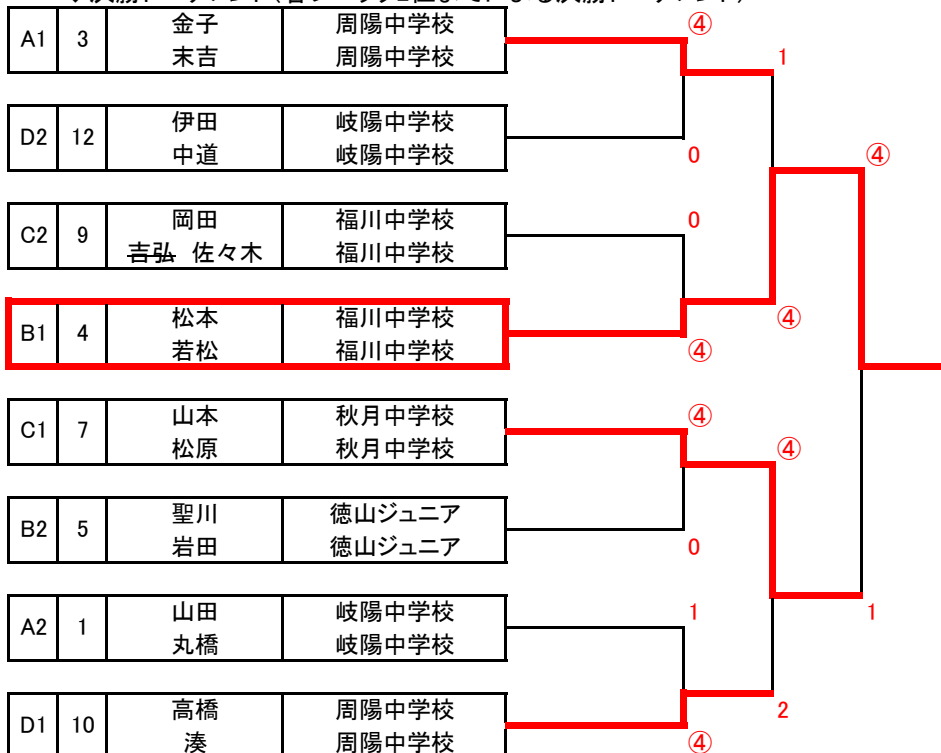 A1 3 金子 周陽中学校
末吉 周陽中学校
④
1
D2 12 伊田 岐陽中学校
中道 岐陽中学校
0
④
C2 9 岡田 福川中学校
吉弘 佐々木 福川中学校
0
B1 4 松本 福川中学校
若松 福川中学校
④
④
C1 7 山本 秋月中学校
松原 秋月中学校
④
④
B2 5 聖川 徳山ジュニア
岩田 徳山ジュニア
0
A2 1 山田 岐陽中学校
丸橋 岐陽中学校
1
1
D1 10 高橋 周陽中学校
湊 周陽中学校
2
④